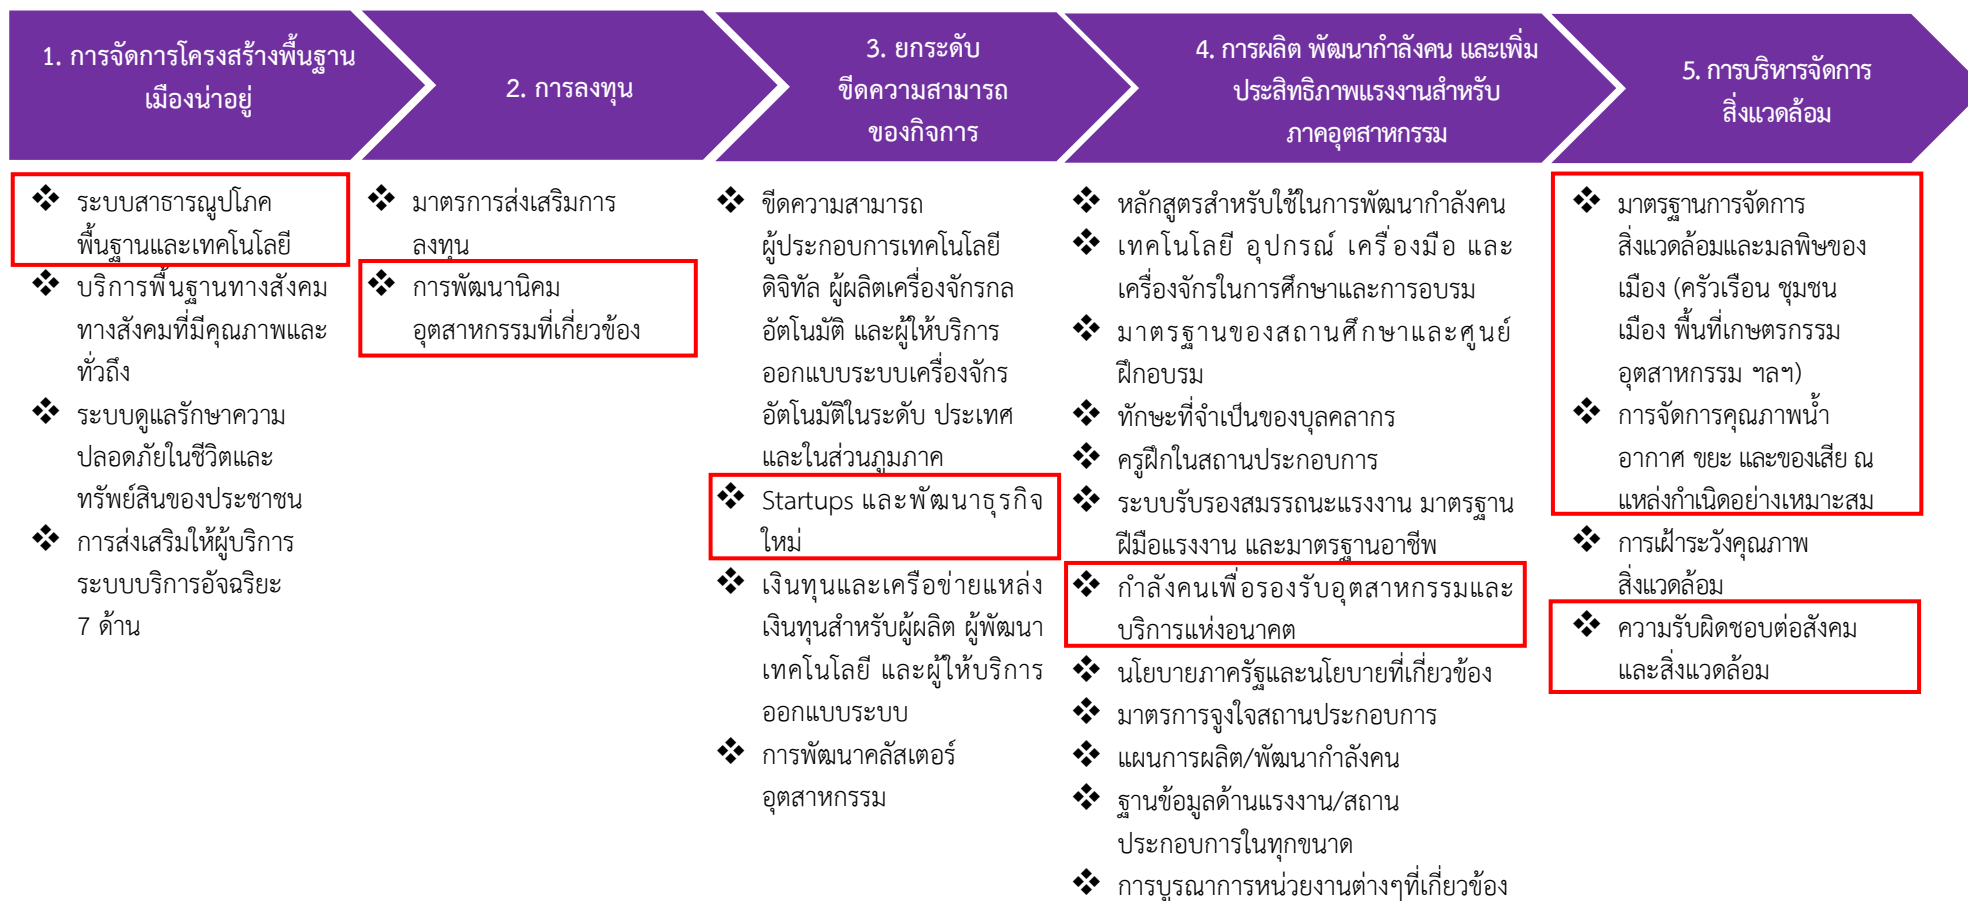 1. การจัดการโครงสร้างพื้นฐาน
เมืองน่าอยู่
2. การลงทุน
3. ยกระดับ
ขีดความสามารถ
ของกิจการ
4. การผลิต พัฒนากำลังคน และเพิ่ม
ประสิทธิภาพแรงงานสำหรับ
ภาคอุตสาหกรรม
5. การบริหารจัดการ
สิ่งแวดล้อม
❖ ระบบสาธารณูปโภค
พื้นฐานและเทคโนโลยี
❖ บริการพื้นฐานทางสังคม
ทางสังคมที่มีคุณภาพและ
ทั่วถึง
❖ ระบบดูแลรักษาความ
ปลอดภัยในชีวิตและ
ทรัพย์สินของประชาชน
❖ การส่งเสริมให้ผู้บริการ
ระบบบริการอัจฉริยะ
7 ด้าน
❖ มาตรการส่งเสริมการ
ลงทุน
❖ การพัฒนานิคม
อุตสาหกรรมที่เกี่ยวข้อง
❖ ขีดความสามารถ
ผู้ประกอบการเทคโนโลยี
ดิจิทัล ผู้ผลิตเครื่องจักรกล
อัตโนมัติ และผู้ให้บริการ
ออกแบบระบบเครื่องจักร
อัตโนมัติในระดับ ประเทศ
และในส่วนภูมภาค
❖ Startups และพัฒนาธุรกิจ
ใหม่
❖ เงินทุนและเครือข่ายแหล่ง
เงินทุนสำหรับผู้ผลิต ผู้พัฒนา
เทคโนโลยี และผู้ให้บริการ
ออกแบบระบบ
❖ การพัฒนาคลัสเตอร์
อุตสาหกรรม
❖ หลักสูตรสำหรับใช้ในการพัฒนากำลังคน
❖ เทคโนโลยี อุปกรณ์ เครื่องมือ และ
เครื่องจักรในการศึกษาและการอบรม
❖ มาตรฐานของสถานศึกษาและศูนย์
ฝึกอบรม
❖ ทักษะที่จำเป็นของบุลคลากร
❖ ครูฝึกในสถานประกอบการ
❖ ระบบรับรองสมรรถนะแรงงาน มาตรฐาน
ฝีมือแรงงาน และมาตรฐานอาชีพ
❖ กำลังคนเพื่อรองรับอุตสาหกรรมและ
บริการแห่งอนาคต
❖ นโยบายภาครัฐและนโยบายที่เกี่ยวข้อง
❖ มาตรการจูงใจสถานประกอบการ
❖ แผนการผลิต/พัฒนากำลังคน
❖ ฐานข้อมูลด้านแรงงาน/สถาน
ประกอบการในทุกขนาด
❖ การบูรณาการหน่วยงานต่างๆที่เกี่ยวข้อง
❖ มาตรฐานการจัดการ
สิ่งแวดล้อมและมลพิษของ
เมือง (ครัวเรือน ชุมชน
เมือง พื้นที่เกษตรกรรม
อุตสาหกรรม ฯลฯ)
❖ การจัดการคุณภาพน้ำ
อากาศ ขยะ และของเสีย ณ
แหล่งกำเนิดอย่างเหมาะสม
❖ การเฝ้าระวังคุณภาพ
สิ่งแวดล้อม
❖ ความรับผิดชอบต่อสังคม
และสิ่งแวดล้อม